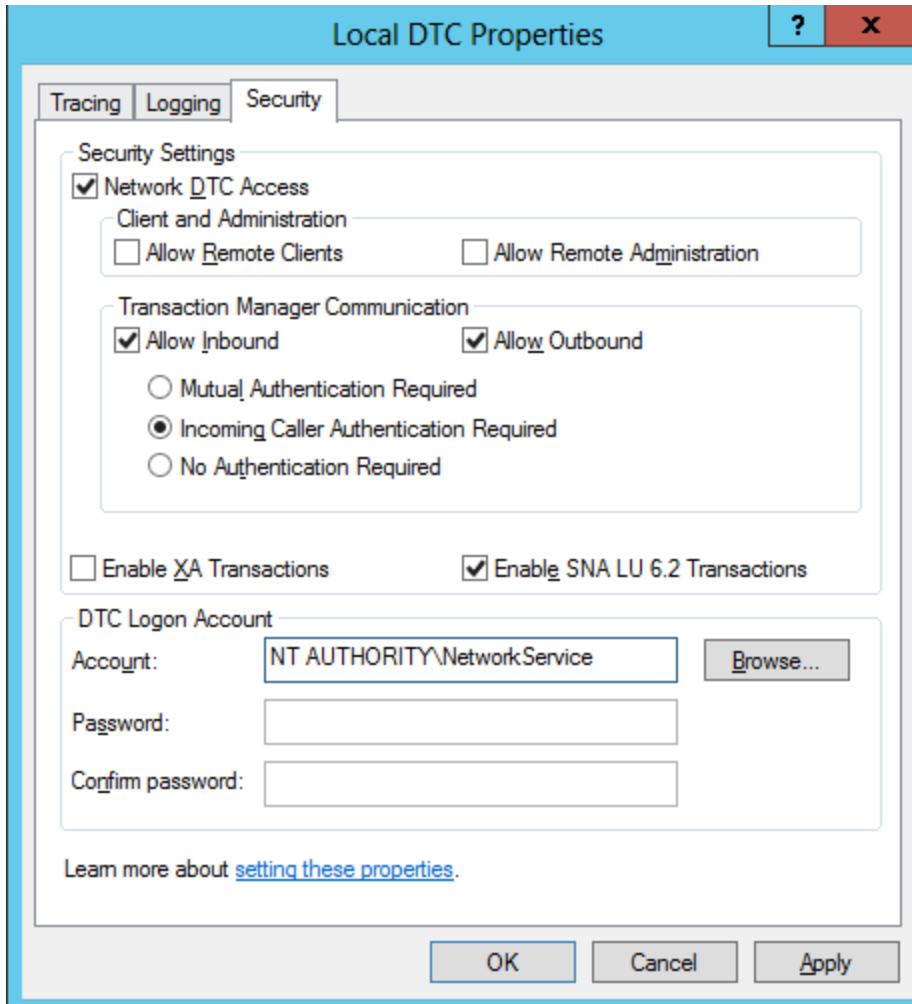 Local DTC Properties
? x
Tracing Logging Security
Security Settings
Network DTC Access
Client and Administration
Allow Remote Clients Allow Remote Administration
Transaction Manager Communication
Allow Inbound Allow Outbound
Mutual Authentication Required
Incoming Caller Authentication Required
No Authentication Required
Enable XA Transactions Enable SNA LU 6.2 Transactions
DTC Logon Account
Account: NT AUTHORITY\NetworkService Browse...
Password:
Confirm password:
Learn more about setting these properties.
OK Cancel Apply